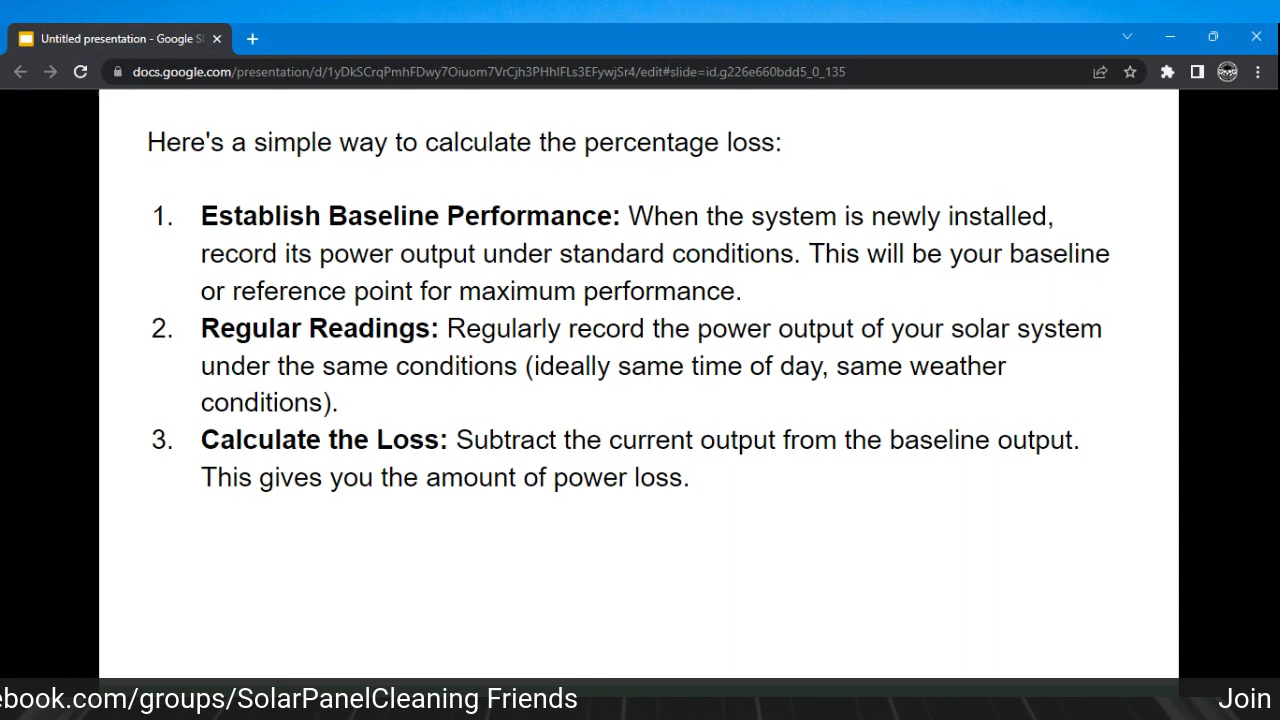 Untitled presentation - Google Sl
docs.google.com/presentation/d/1yDkSCrqPmhFDwy7Oiuom7VrCjh3PHhlFLs3EFywjSr4/edit#slide=id.g226e660bdd5_0_135
Here's a simple way to calculate the percentage loss:
1. Establish Baseline Performance: When the system is newly installed,
record its power output under standard conditions. This will be your baseline
or reference point for maximum performance.
2. Regular Readings: Regularly record the power output of your solar system
under the same conditions (ideally same time of day, same weather
conditions).
3. Calculate the Loss: Subtract the current output from the baseline output.
This gives you the amount of power loss.
ebook.com/groups/SolarPanelCleaning Friends
Join